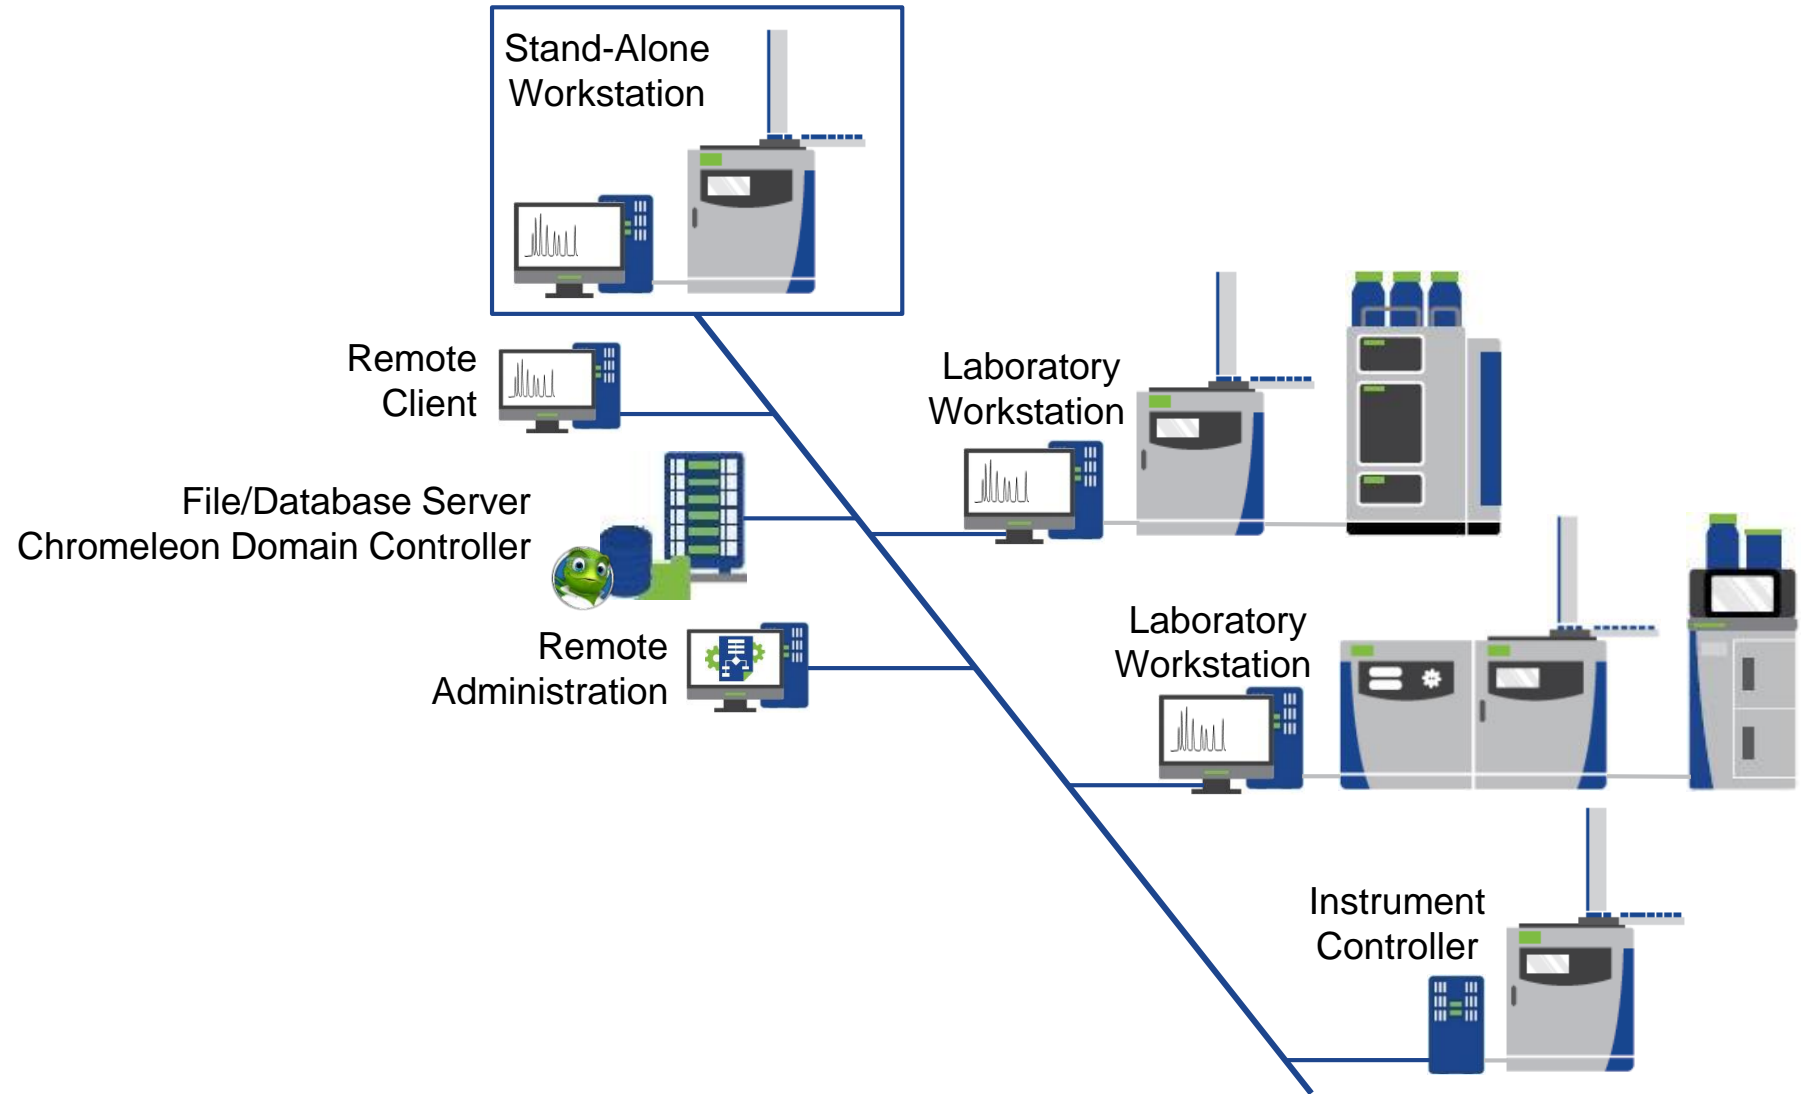 Stand-Alone
Workstation
Remote
Client
Laboratory
Workstation
File/Database Server
Chromeleon Domain Controller
Remote
Administration
Laboratory
Workstation
Instrument
Controller